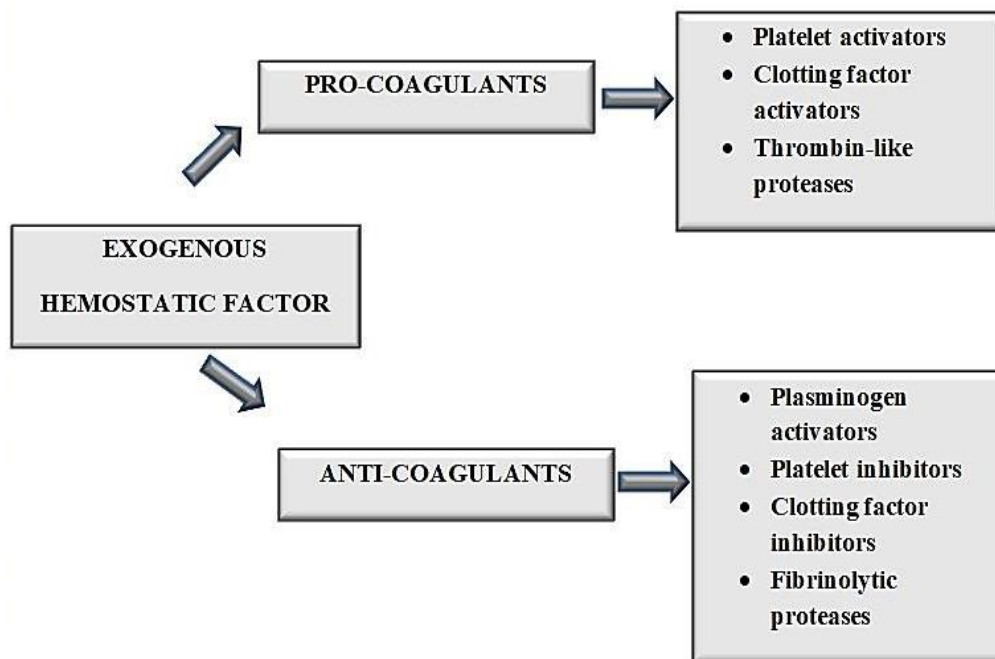 PRO-COAGULANTS
• Platelet activators
• Clotting factor
activators
• Thrombin-like
proteases
EXOGENOUS
HEMOSTATIC FACTOR
ANTI-COAGULANTS
• Plasminogen
activators
• Platelet inhibitors
• Clotting factor
inhibitors
• Fibrinolytic
proteases